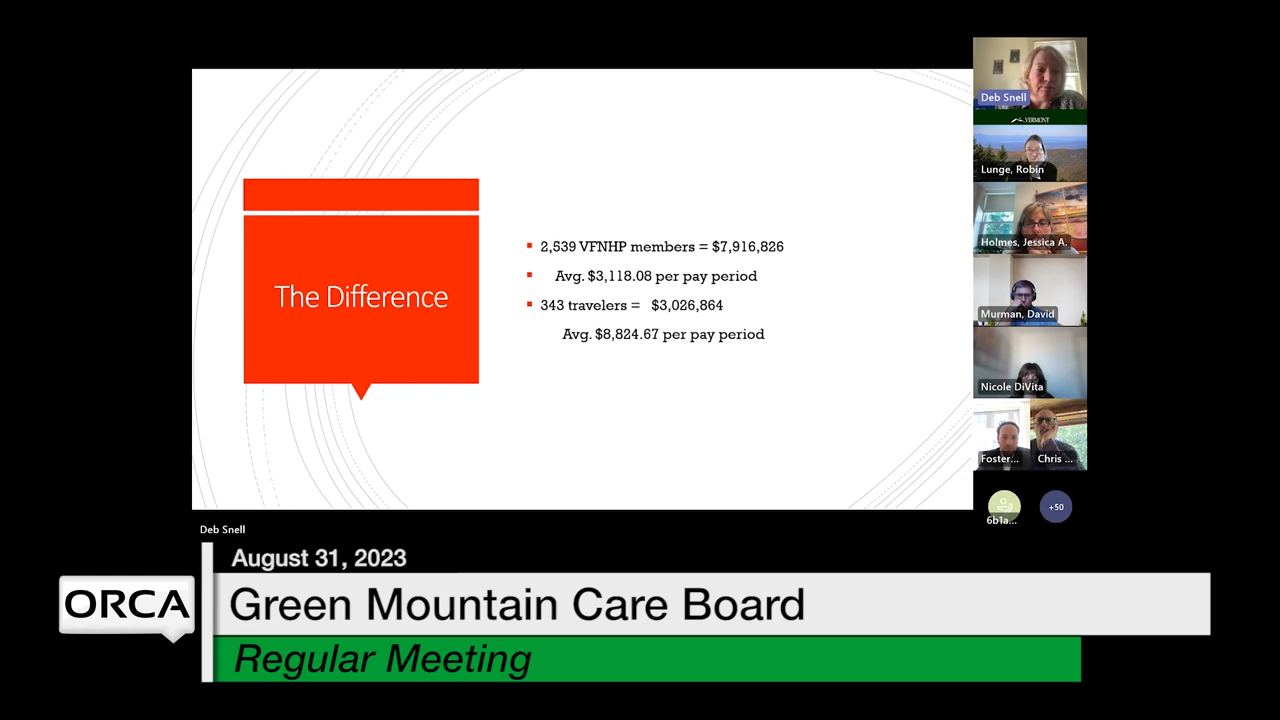 The Difference
2,539 VFNHP members = $7,916,826
Avg. $3,118.08 per pay period
343 travelers = $3,026,864
Avg. $8,824.67 per pay period
Deb Snell
VERMONT
Lunge, Robin
Holmes, Jessica A.
Murman, David
Nicole DiVita
Foster...
Chris ...
6b1a...
+50
Deb Snell
August 31, 2023
ORCA
Green Mountain Care Board
Regular Meeting